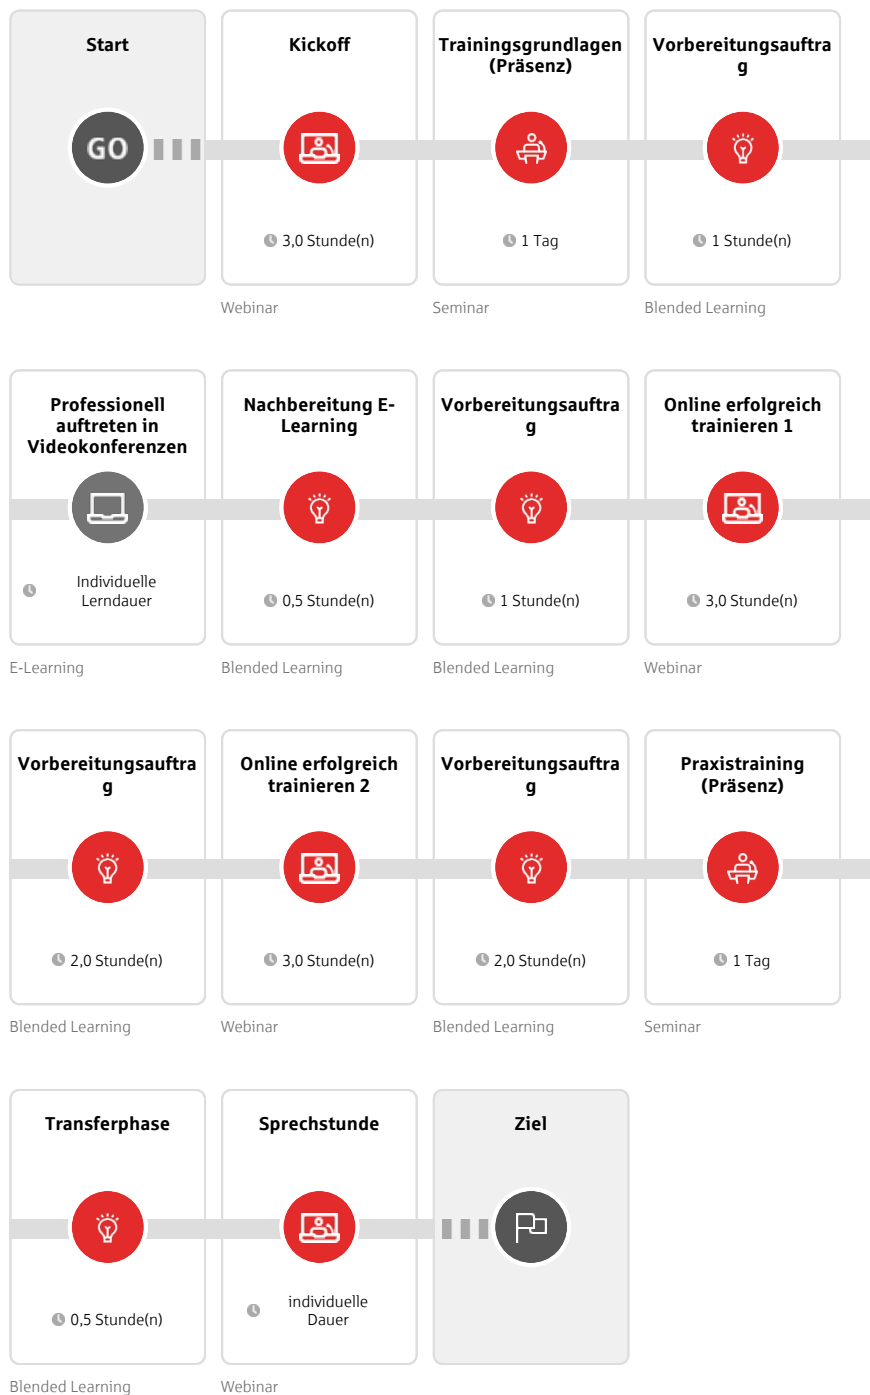 Start
Kickoff
Trainingsgrundlagen
(Präsenz)
Vorbereitungsauftra
g
GO
3,0 Stunde(n)
1 Tag
1 Stunde(n)
Webinar
Seminar
Blended Learning
Professionell
auftreten in
Videokonferenzen
Nachbereitung E-
Learning
Vorbereitungsauftra
g
Online erfolgreich
trainieren 1
Individuelle
Lerndauer
0,5 Stunde(n)
1 Stunde(n)
3,0 Stunde(n)
E-Learning
Blended Learning
Blended Learning
Webinar
Vorbereitungsauftra
g
Online erfolgreich
trainieren 2
Vorbereitungsauftra
g
Praxistraining
(Präsenz)
2,0 Stunde(n)
3,0 Stunde(n)
2,0 Stunde(n)
1 Tag
Blended Learning
Webinar
Blended Learning
Seminar
Transferphase
Sprechstunde
Ziel
0,5 Stunde(n)
individuelle
Dauer
Blended Learning
Webinar